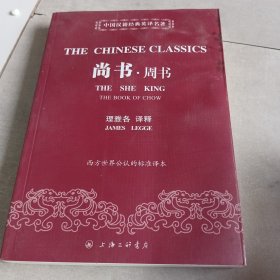 中国汉籍经典英译名著
THE CHINESE CLASSICS
尚书·周书
THE SHE KING
THE BOOK OF CHOW
理雅各 译释
JAMES LEGGE
西方世界公认的标准译本
上海三联书店